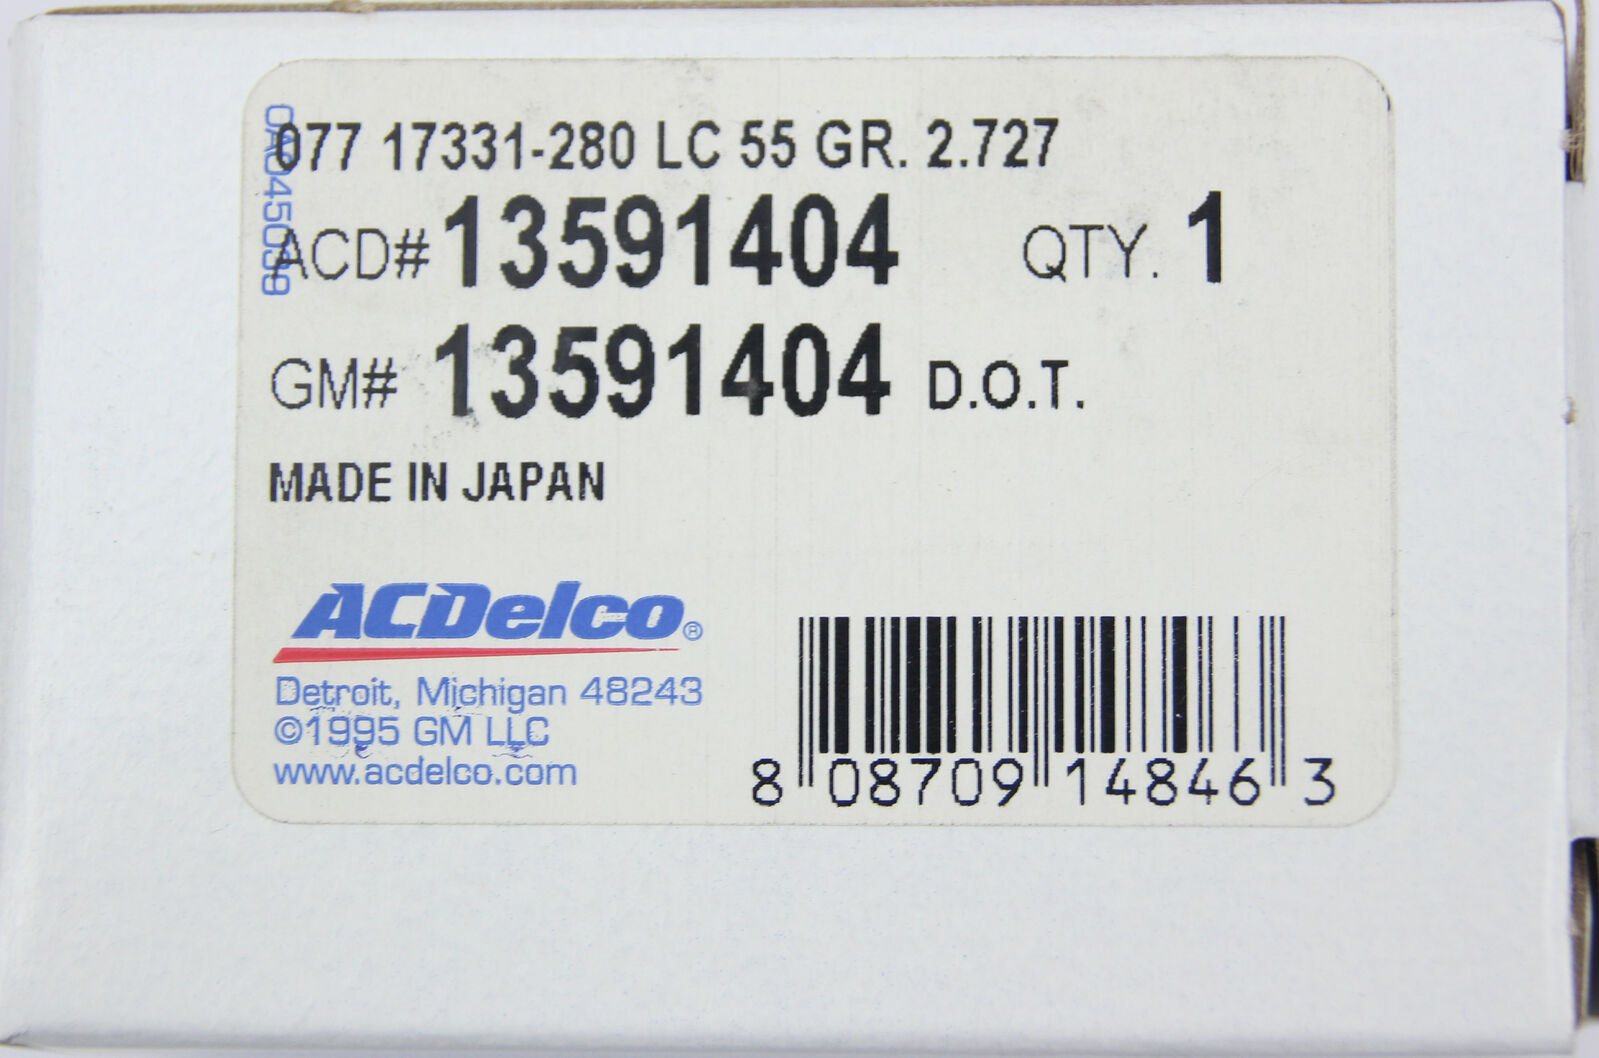 077 17331-280 LC 55 GR. 2.727
ACD# 13591404 QTY. 1
GM# 13591404 D.O.T.
MADE IN JAPAN
ACDelco®
Detroit, Michigan 48243
©1995 GM LLC
www.acdelco.com
8 08709 14846 3